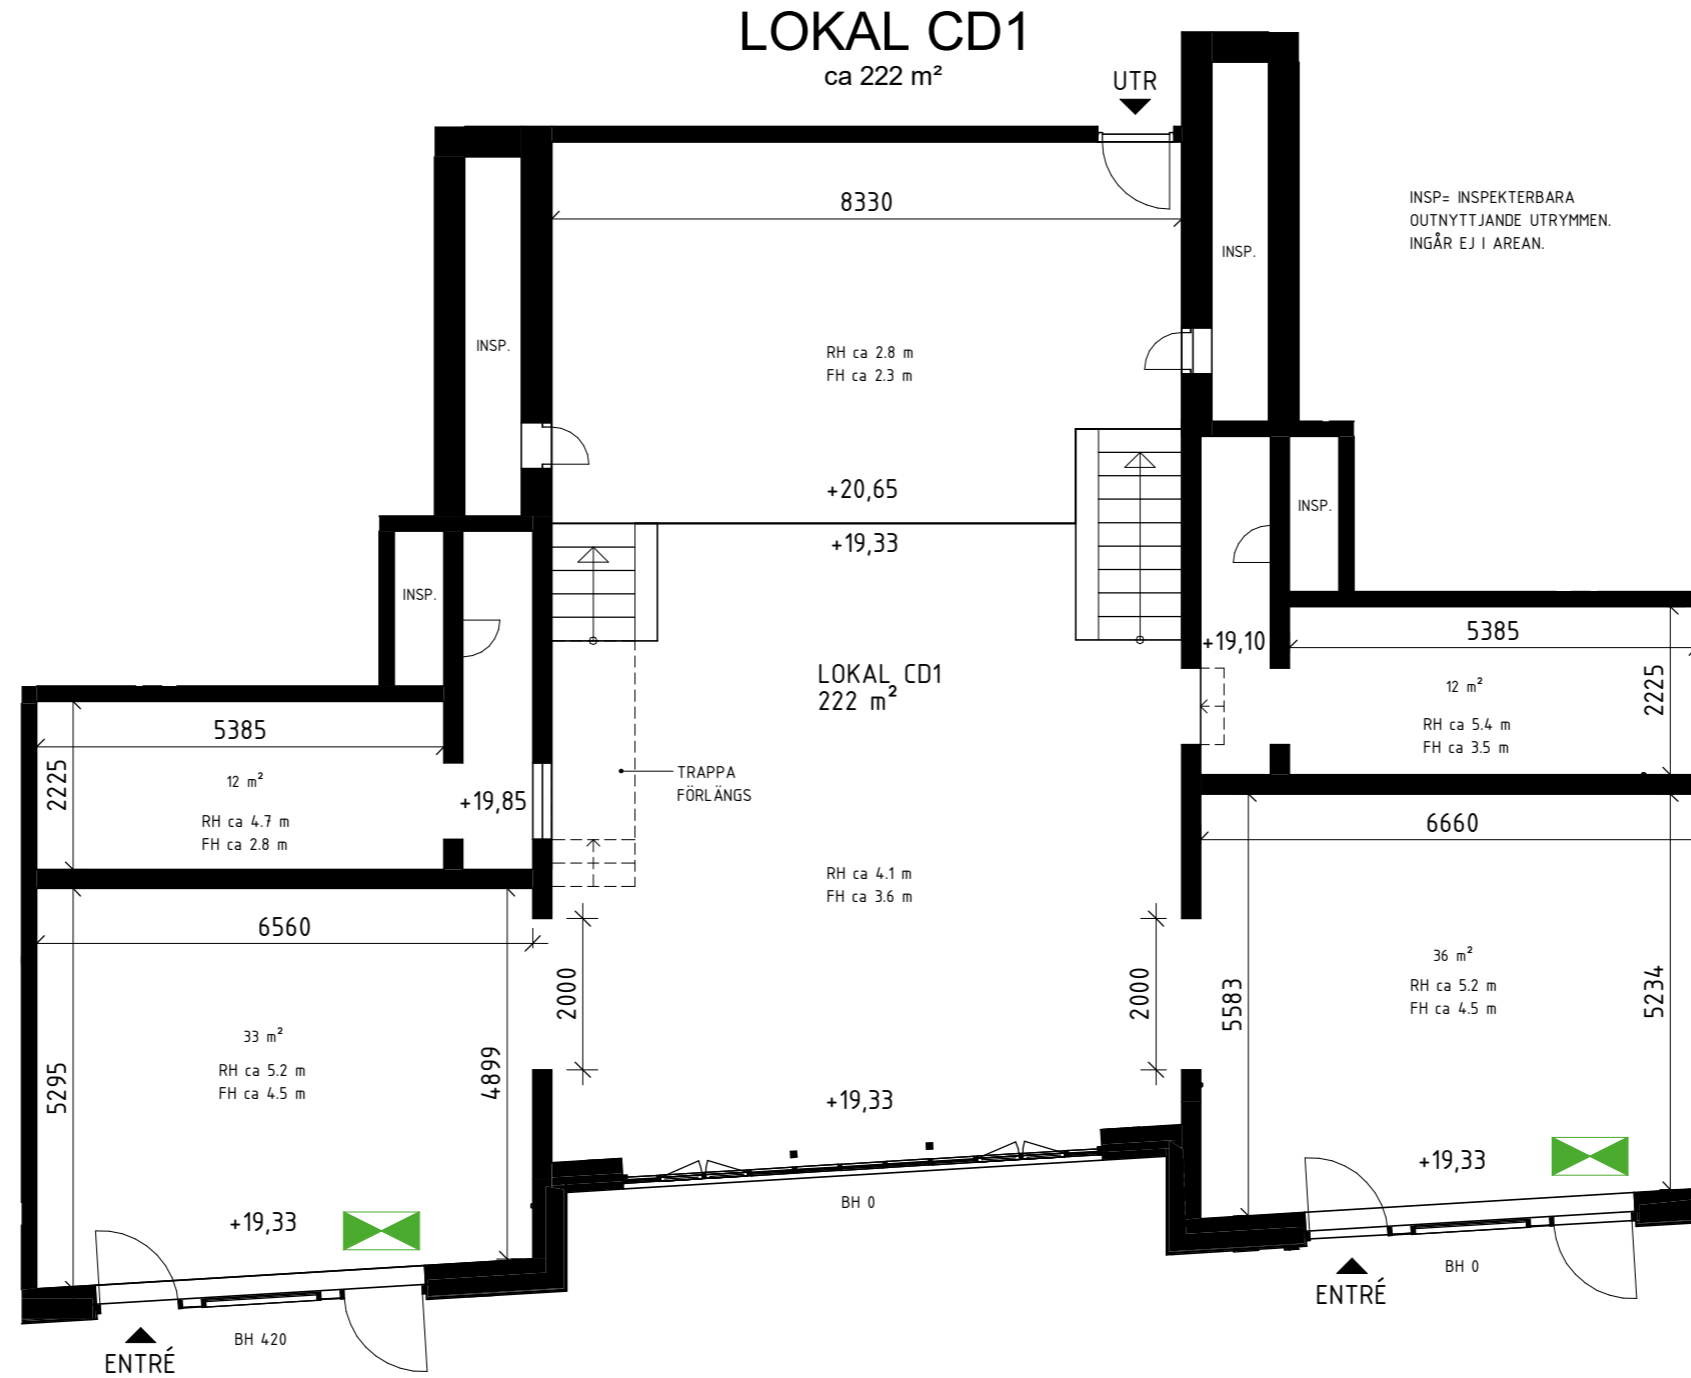 LOKAL CD1
ca 222 m²
UTR
8330
INSP= INSPEKTERBARA
OUTNYTTJANDE UTRYMMEN.
INGÅR EJ I AREAN.
INSP.
INSP.
RH ca 2.8 m
FH ca 2.3 m
+20,65
+19,33
INSP.
INSP.
+19,10
5385
2225
12 m²
RH ca 5.4 m
FH ca 3.5 m
LOKAL CD1
222 m²
5385
2225
12 m²
RH ca 4.7 m
FH ca 2.8 m
+19,85
TRAPPA
FÖRLÄNGS
6660
RH ca 4.1 m
FH ca 3.6 m
6560
2000
2000
5583
36 m²
RH ca 5.2 m
FH ca 4.5 m
5234
33 m²
RH ca 5.2 m
FH ca 4.5 m
5295
4899
+19,33
+19,33
+19,33
BH 0
BH 0
ENTRÉ
BH 420
ENTRÉ